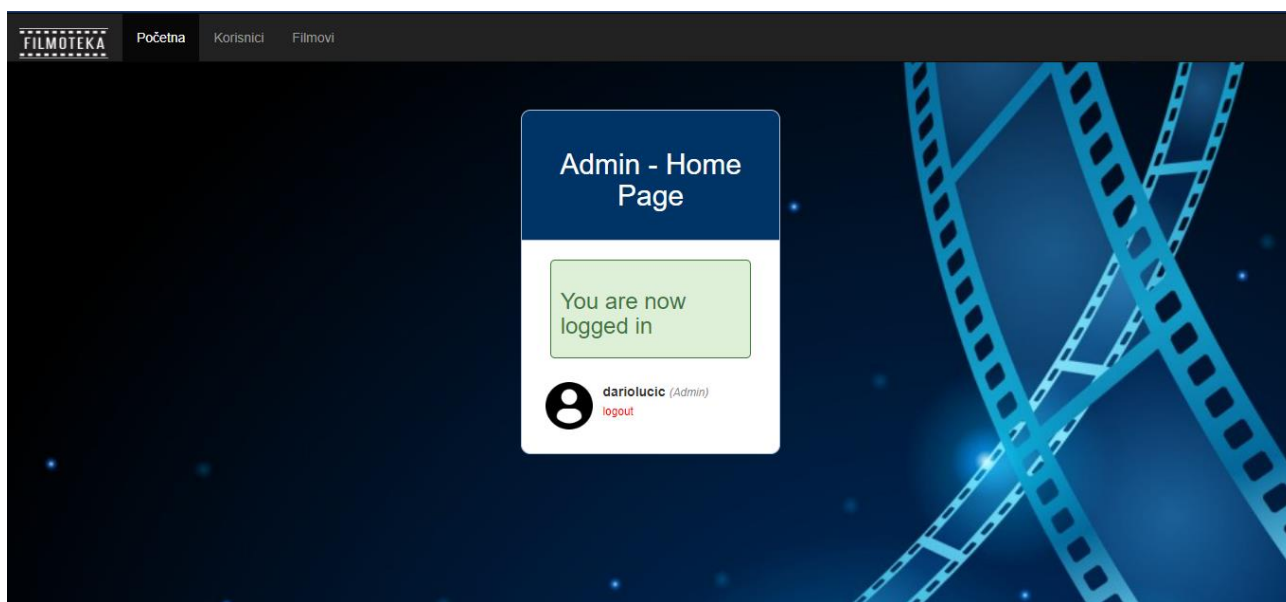 FILMOTEKA Početna Korisnici Filmovi
Admin - Home
Page
You are now
logged in
dariolucic (Admin)
logout